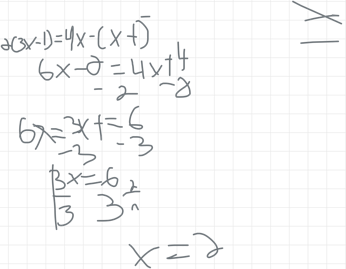 2(3x-1)=4x-(x+)
6x-2=4x+4
-2 -2
6x=3x+=6
-3 -3
3x=6
3 3
x=2